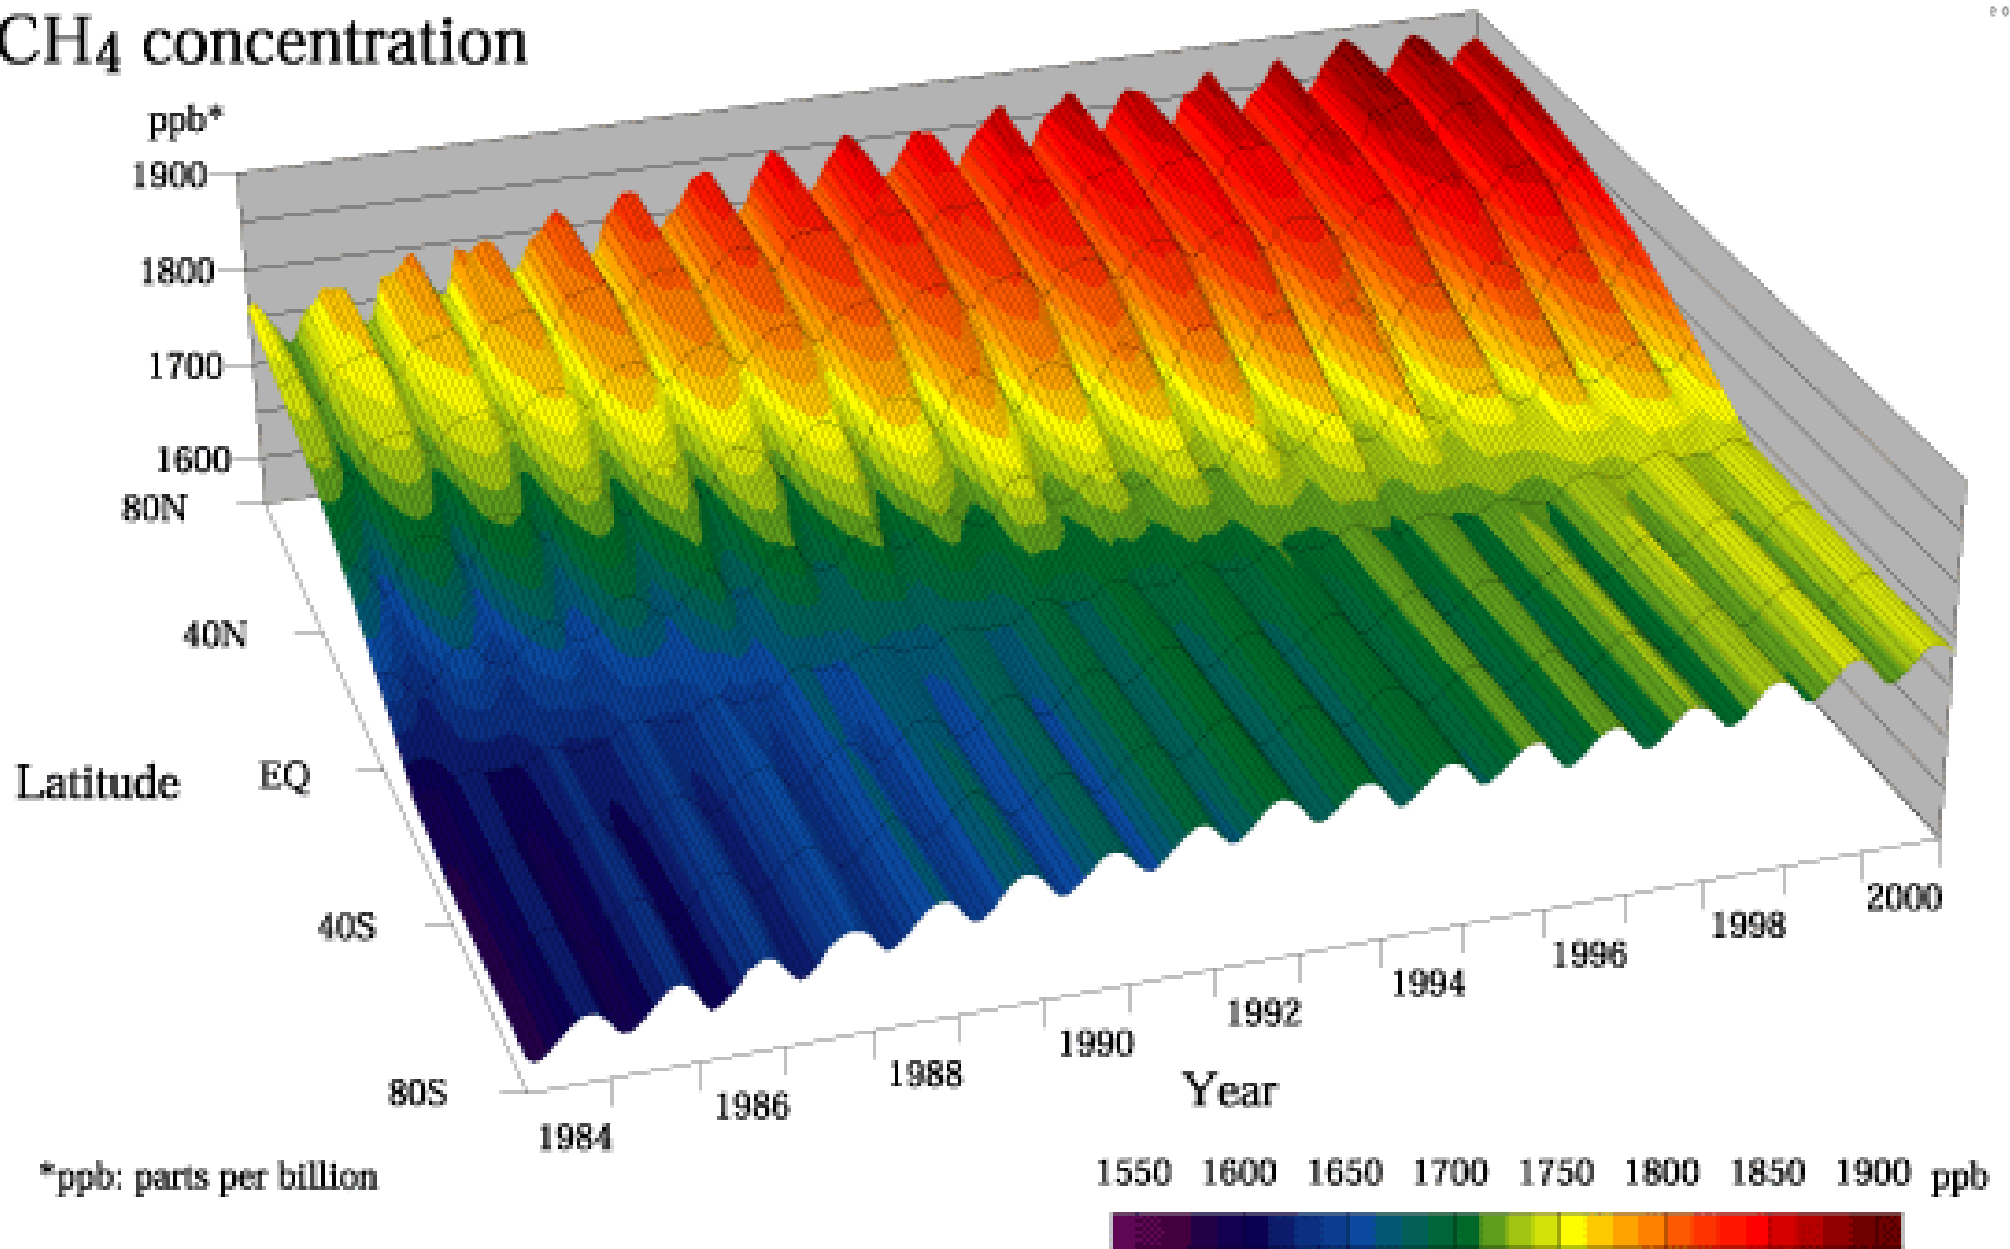 CH4 concentration
ppb*
1900
1800
1700
1600
80N
40N
EQ
Latitude
40S
80S
1984
1986
1988
1990
1992
1994
1996
1998
2000
Year
*ppb: parts per billion
1550 1600 1650 1700 1750 1800 1850 1900 ppb